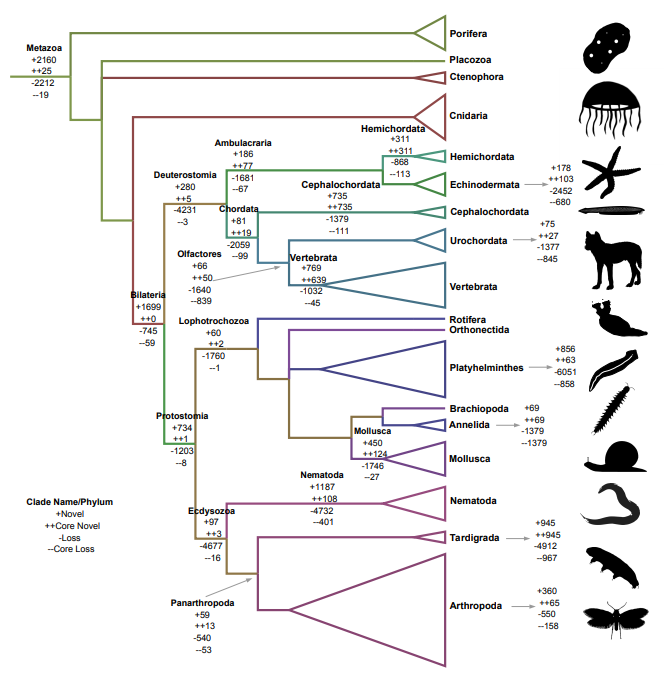 Porifera
Metazoa
+2160
++25
-2212
--19
Placozoa
Ctenophora
Cnidaria
Hemichordata
+311
++311
-868
--113
Ambulacraria
+186
++77
-1681
--67
Hemichordata
Deuterostomia
+280
++5
-4231
--3
Echinodermata
+178
++103
-2452
--680
Cephalochordata
+735
++735
-1379
--111
Chordata
+81
++19
-2059
--99
Cephalochordata
Urochordata
+75
++27
-1377
--845
Olfactores
+66
++50
-1640
--839
Vertebrata
+769
++639
-1032
--45
Vertebrata
Bilateria
+1699
++0
-745
--59
Lophotrochozoa
+60
++2
-1760
--1
Rotifera
Orthonectida
Platyhelminthes
+856
++63
-6051
--858
Brachiopoda
Annelida
+69
++69
-1379
--1379
Protostomia
+734
++1
-1203
--8
Mollusca
+450
++124
-1746
--27
Mollusca
Nematoda
+1187
++108
-4732
--401
Nematoda
Clade Name/Phylum
+Novel
++Core Novel
-Loss
--Core Loss
Ecdysozoa
+97
++3
-4677
--16
Tardigrada
+945
++945
-4912
--967
Panarthropoda
+59
++13
-540
--53
Arthropoda
+360
++65
-550
--158